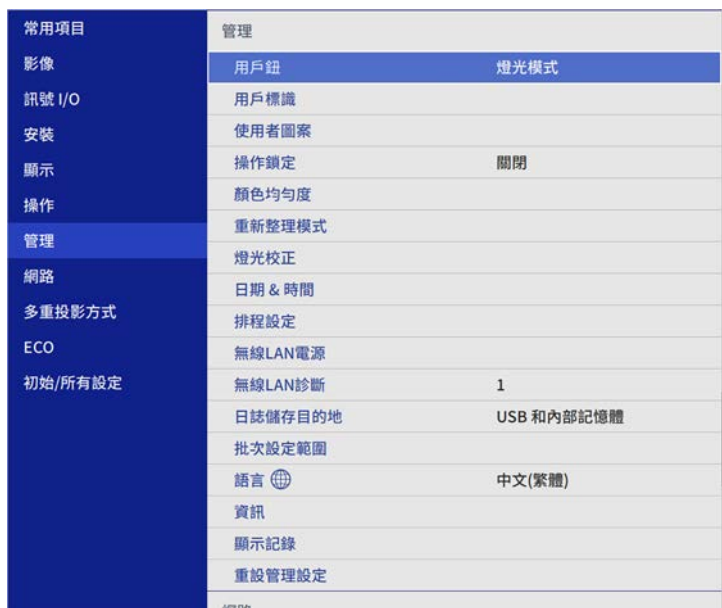 常用項目
影像
訊號 I/O
安裝
顯示
操作
管理
網路
多重投影方式
ECO
初始/所有設定
管理
用戶鈕 燈光模式
用戶標識
使用者圖案
操作鎖定 關閉
顏色均勻度
重新整理模式
燈光校正
日期 & 時間
排程設定
無線LAN電源
無線LAN診斷 1
日誌儲存目的地 USB 和內部記憶體
批次設定範圍
語言 中文(繁體)
資訊
顯示記錄
重設管理設定